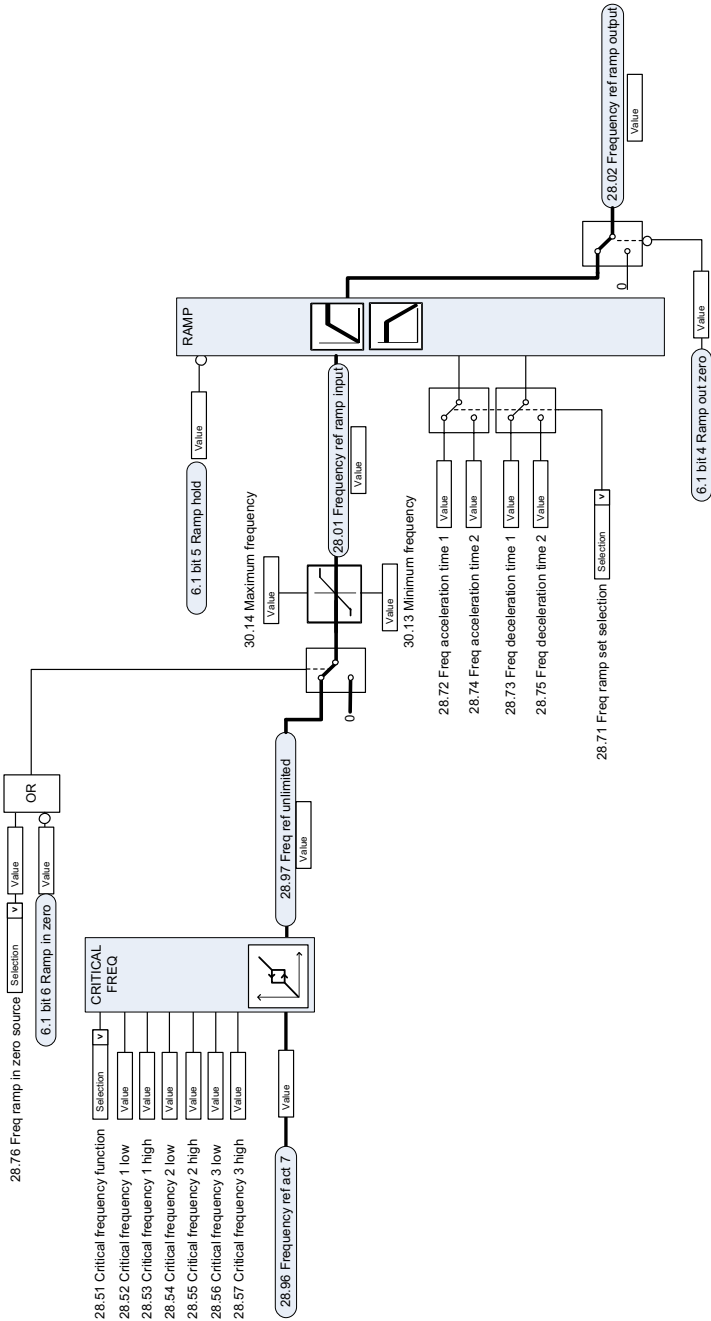 28.76 Freq ramp in zero source
Selection
v
Value
6.1 bit 6 Ramp in zero
Value
OR
28.51 Critical frequency function
Selection
v
28.52 Critical frequency 1 low
Value
28.53 Critical frequency 1 high
Value
28.54 Critical frequency 2 low
Value
28.55 Critical frequency 2 high
Value
28.56 Critical frequency 3 low
Value
28.57 Critical frequency 3 high
Value
28.96 Frequency ref act 7
Value
CRITICAL
FREQ
28.97 Freq ref unlimited
Value
0
30.14 Maximum frequency
Value
30.13 Minimum frequency
Value
6.1 bit 5 Ramp hold
Value
28.01 Frequency ref ramp input
Value
RAMP
28.72 Freq acceleration time 1
Value
28.74 Freq acceleration time 2
Value
28.73 Freq deceleration time 1
Value
28.75 Freq deceleration time 2
Value
28.71 Freq ramp set selection
Selection
v
0
6.1 bit 4 Ramp out zero
Value
28.02 Frequency ref ramp output
Value